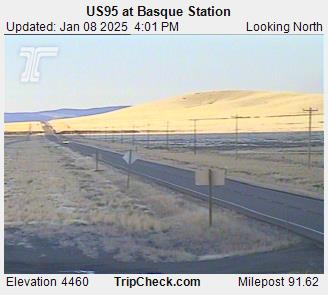 US95 at Basque Station
Updated: Jan 08 2025 4:01 PM Looking North
Elevation 4460 TripCheck.com Milepost 91.62